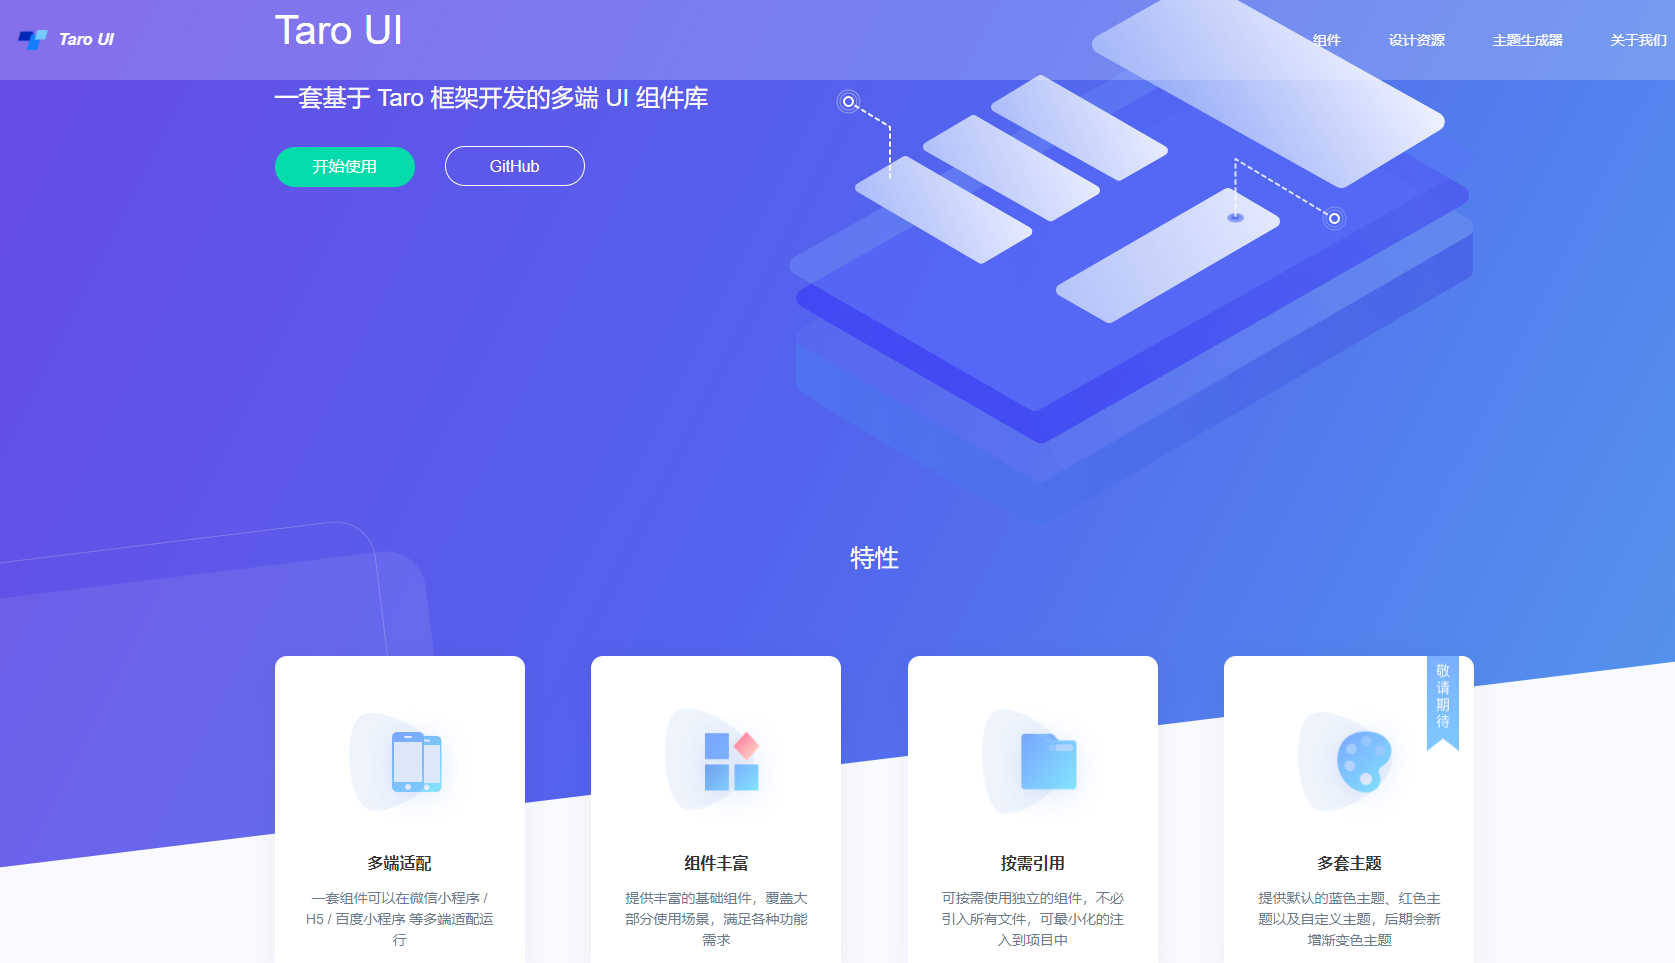 Taro UI
Taro UI
组件
设计资源
主题生成器
关于我们
一套基于 Taro 框架开发的多端 UI 组件库
开始使用
GitHub
特性
多端适配
一套组件可以在微信小程序 /
H5 / 百度小程序 等多端适配运
行
组件丰富
提供丰富的基础组件，覆盖大
部分使用场景，满足各种功能
需求
按需引用
可按需使用独立的组件，不必
引入所有文件，可最小化的注
入到项目中
敬请期待
多套主题
提供默认的蓝色主题、红色主
题以及自定义主题，后期会新
增渐变色主题